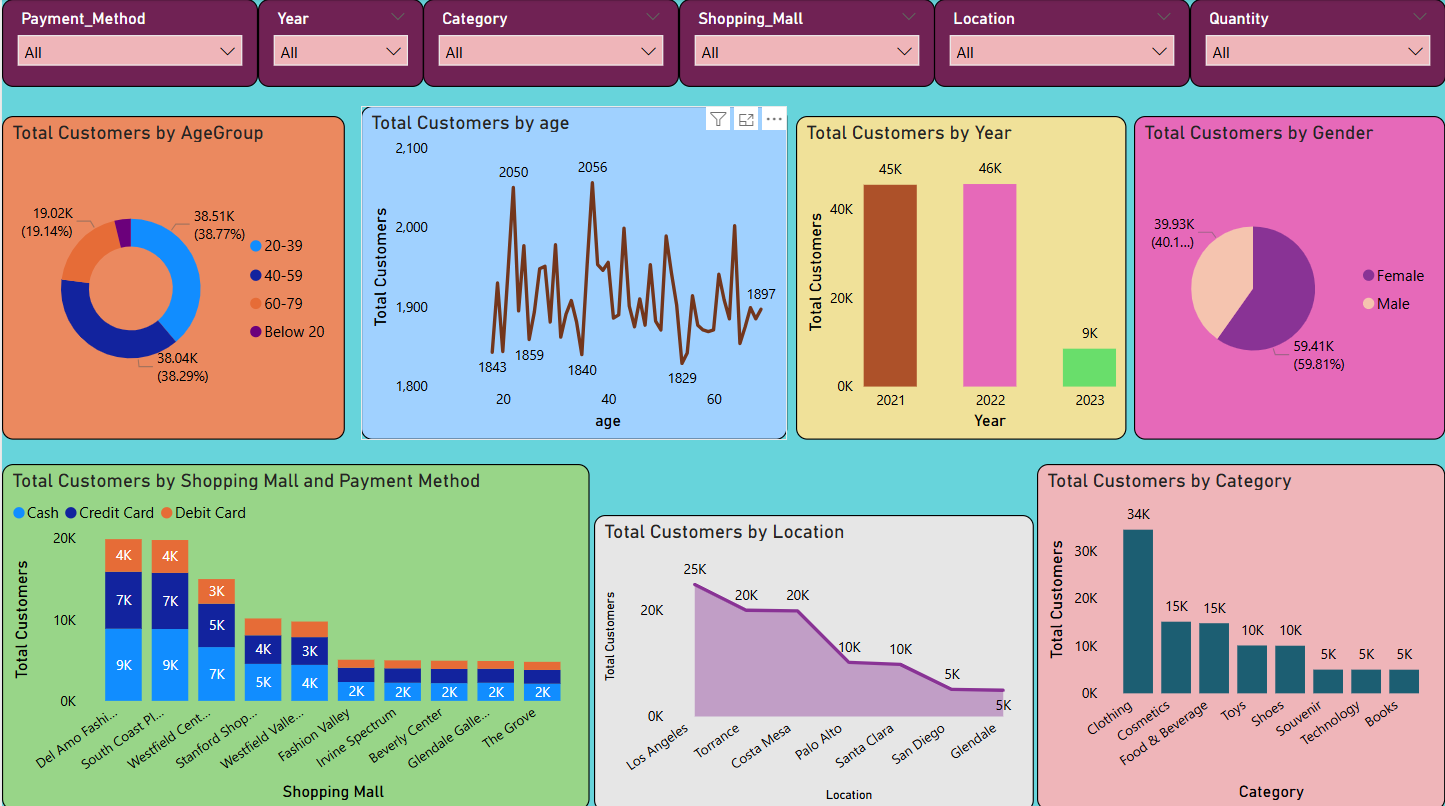 Payment_Method
All
Year
All
Category
All
Shopping_Mall
All
Location
All
Quantity
All
Total Customers by AgeGroup
19.02K
(19.14%)
38.51K
(38.77%)
38.04K
(38.29%)
20-39
40-59
60-79
Below 20
Total Customers by age
Total Customers
2,100
2,000
1,900
1,800
2050
2056
1897
1843
1859
1840
1829
20
40
60
age
Total Customers by Year
Total Customers
40K
20K
0K
45K
46K
9K
2021
2022
2023
Year
Total Customers by Gender
39.93K
(40.1...)
59.41K
(59.81%)
Female
Male
Total Customers by Shopping Mall and Payment Method
Cash
Credit Card
Debit Card
Total Customers
20K
10K
0K
4K
7K
9K
4K
7K
9K
3K
5K
7K
4K
5K
3K
4K
2K
2K
2K
2K
2K
Del Amo Fashi...
South Coast Pl...
Westfield Cent...
Stanford Shop...
Westfield Valle...
Fashion Valley
Irvine Spectrum
Beverly Center
Glendale Galle...
The Grove
Shopping Mall
Total Customers by Location
Total Customers
20K
0K
25K
20K
20K
10K
10K
5K
5K
Los Angeles
Torrance
Costa Mesa
Palo Alto
Santa Clara
San Diego
Glendale
Location
Total Customers by Category
Total Customers
30K
20K
10K
0K
34K
15K
15K
10K
10K
5K
5K
5K
Clothing
Cosmetics
Food & Beverage
Toys
Shoes
Souvenir
Technology
Books
Category